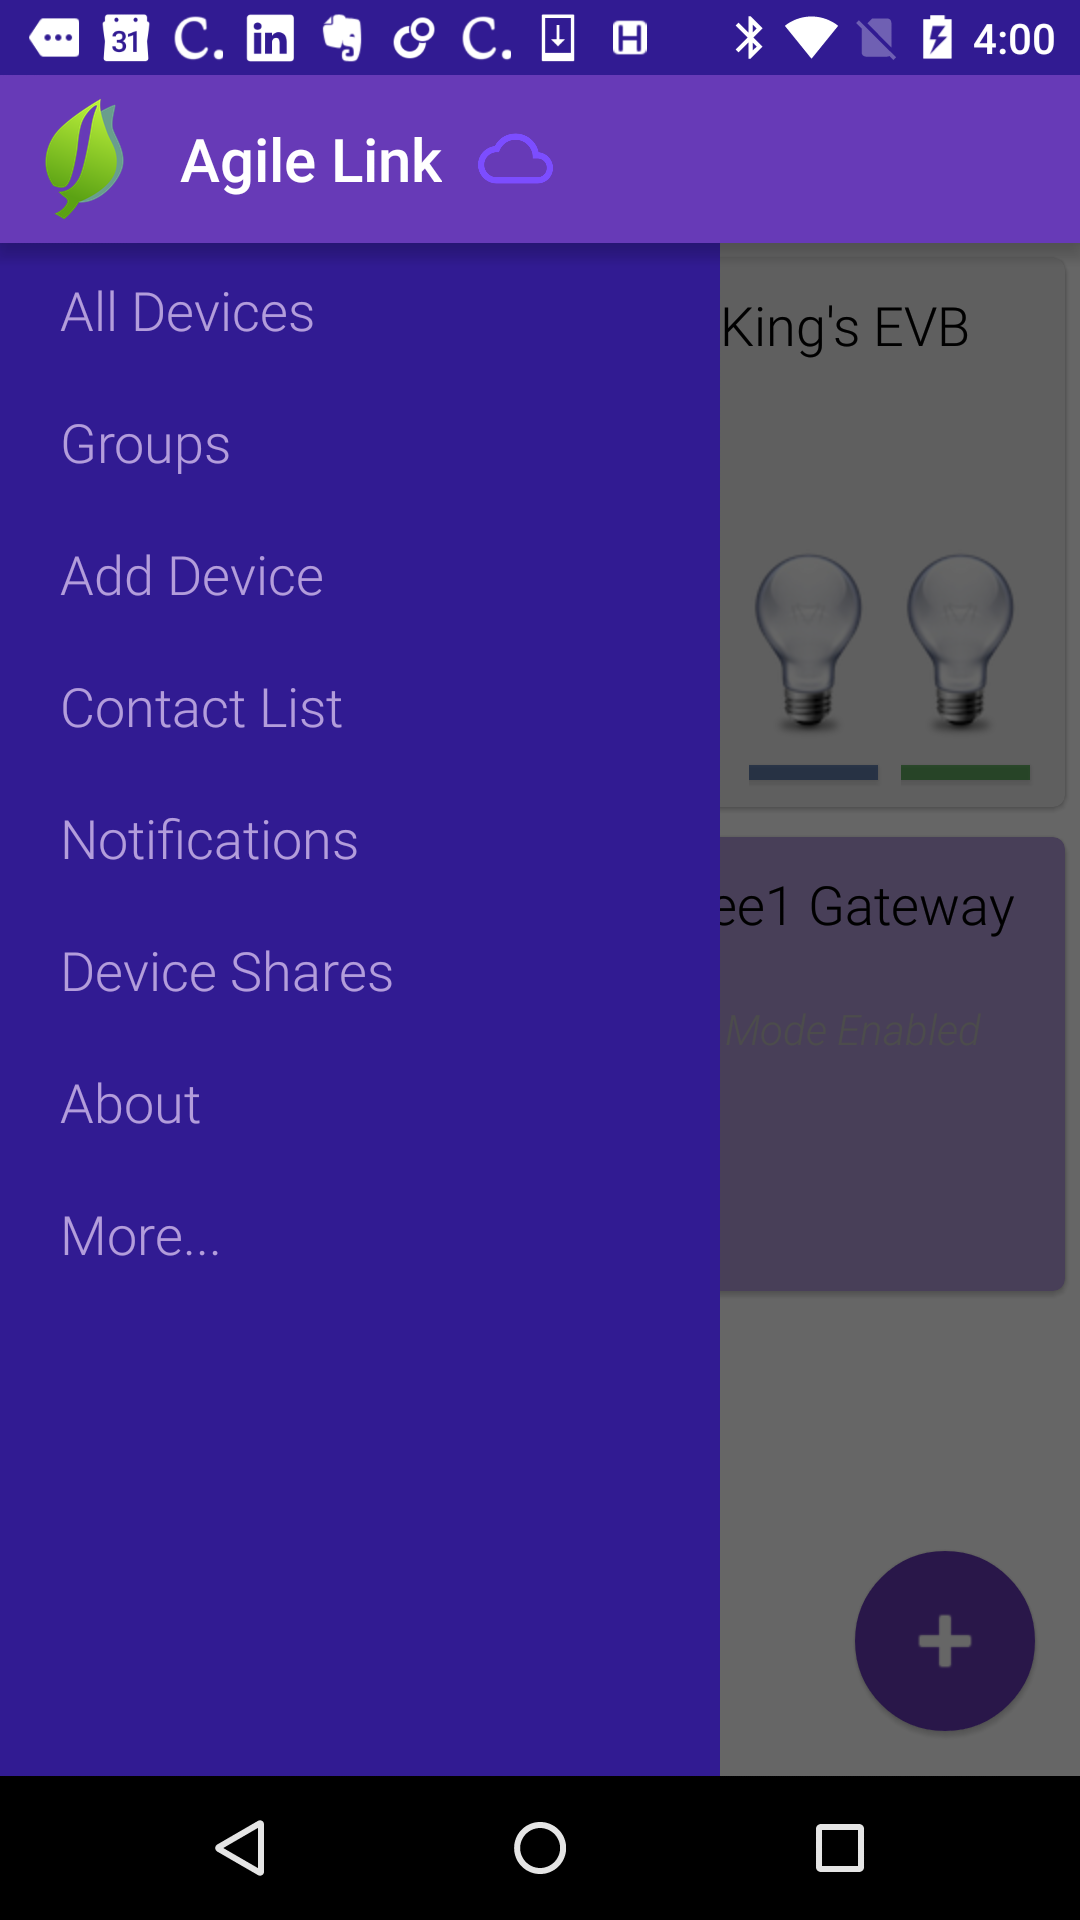 31 C. in C. H 4:00
Agile Link
All Devices
King's EVB
Groups
Add Device
Contact List
Notifications
ee1 Gateway
Device Shares
Mode Enabled
About
More...